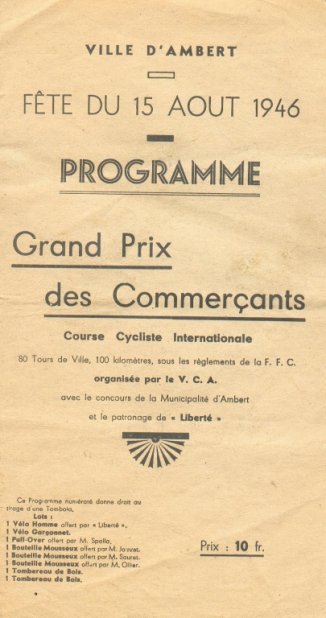 VILLE D'AMBERT
FÊTE DU 15 AOUT 1946
PROGRAMME
Grand Prix
des Commerçants
Course Cycliste Internationale
80 Tours de Ville, 100 kilomètres, sous les règlements de la F. F. C.
organisée par le V. C. A.
avec le concours de la Municipalité d'Ambert
et le patronage de « Liberté »
Ce Programme numéroté donne droit au
tirage d'une Tombola.
Lots :
1 Vélo Homme offert par « Liberté ».
1 Vélo Garçonnet.
1 Pull-Over offert par M. Spolla.
1 Bouteille Mousseux offert par M.
1 Bouteille Mousseux offert par M. Sauret.
1 Bouteille Mousseux offert par M. Ollier.
1 Tombereau de Bois.
1 Tombereau de Bois.
Prix : 10 fr.